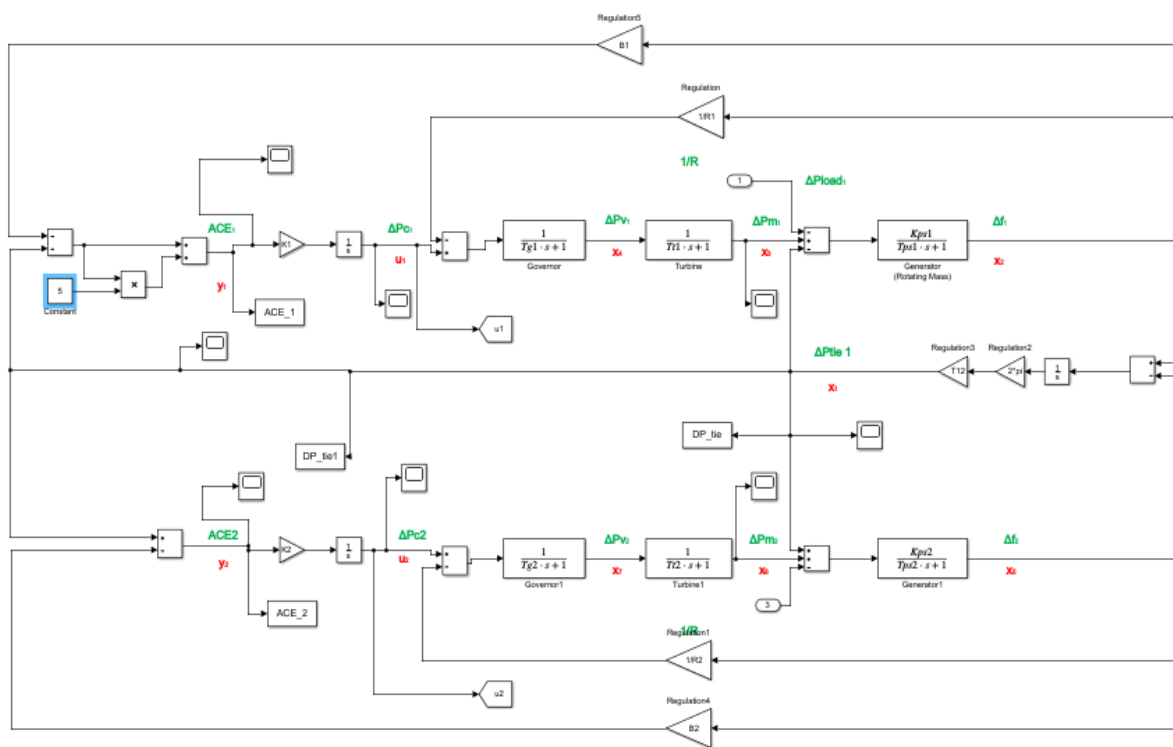 Regulation5
B1
Regulation
1/R1
1/R
1
ΔPload₁
ACE₁
ΔPc₁
ΔPv₁
ΔPm₁
Δf₁
K1
1
s
1
Tg1 · s+1
1
Tt1 · s+1
Kps1
Tps1 · s+1
u₁
x₄
x₃
x₂
Governor
Turbine
Generator
(Rotating Mass)
5
×
Constant
y₁
ACE_1
u1
ΔPtie 1
x₁
Regulation3
Regulation2
T12
2*pi
1
s
DP_tie1
DP_tie
ACE2
ΔPc2
ΔPv₂
ΔPm₂
Δf₂
K2
1
s
1
Tg2 · s+1
1
Tt2 · s+1
Kps2
Tps2 · s+1
y₂
u₂
x₇
Governor1
Turbine1
Generator1
ACE_2
3
1/R
Regulation1
1/R2
u2
Regulation4
B2